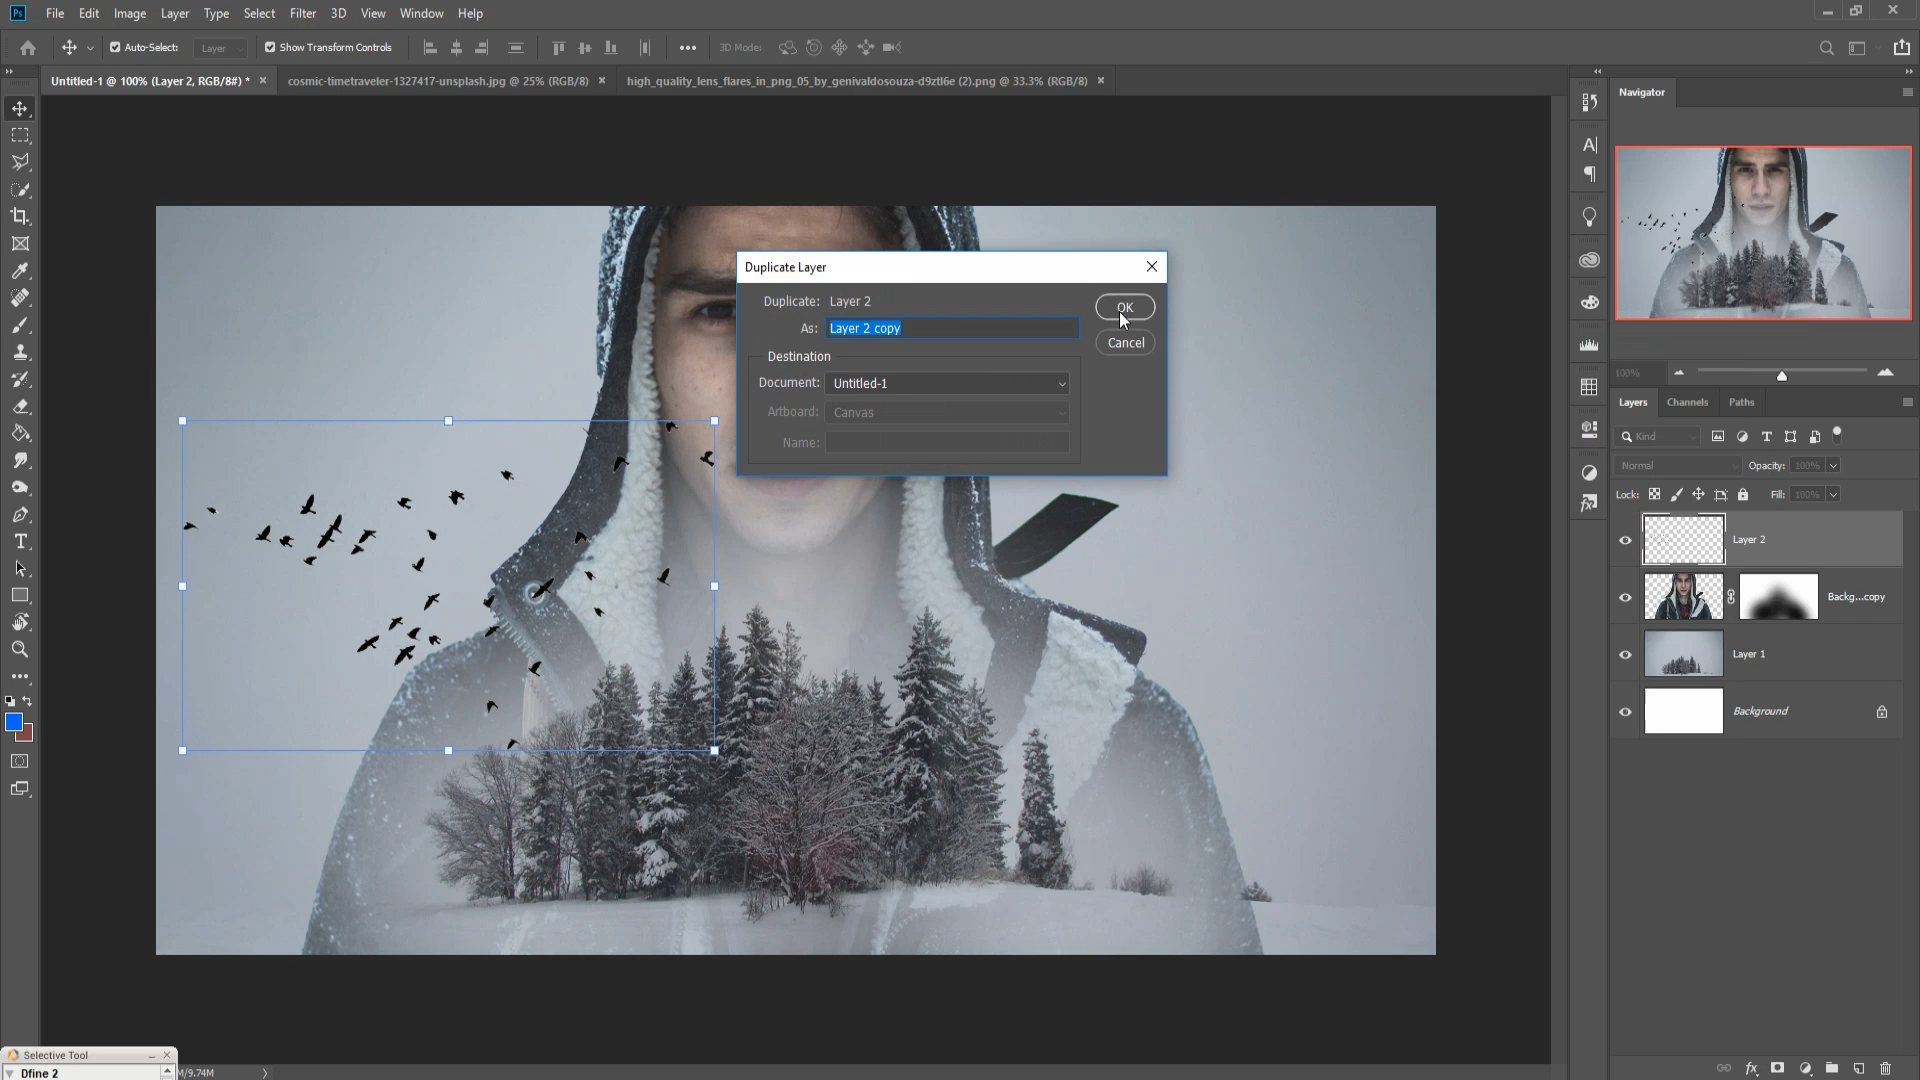 Ps File Edit Image Layer Type Select Filter 3D View Window Help
Auto-Select: Layer Show Transform Controls 3D Mode:
Untitled-1 @ 100% (Layer 2, RGB/8#) * cosmic-timetraveler-1327417-unsplash.jpg @ 25% (RGB/8) high_quality_lens_flares_in_png_05_by_genivaldosouza-d9ztl6e (2).png @ 33.3% (RGB/8)
Navigator
Duplicate Layer
Duplicate: Layer 2
OK
As: Layer 2 copy
Cancel
Destination
Document: Untitled-1
Artboard: Canvas
Name:
100%
Layers Channels Paths
Kind
Normal Opacity: 100%
Lock: Fill: 100%
Layer 2
Backg...copy
Layer 1
Background
Selective Tool
Dfine 2
M/9.74M